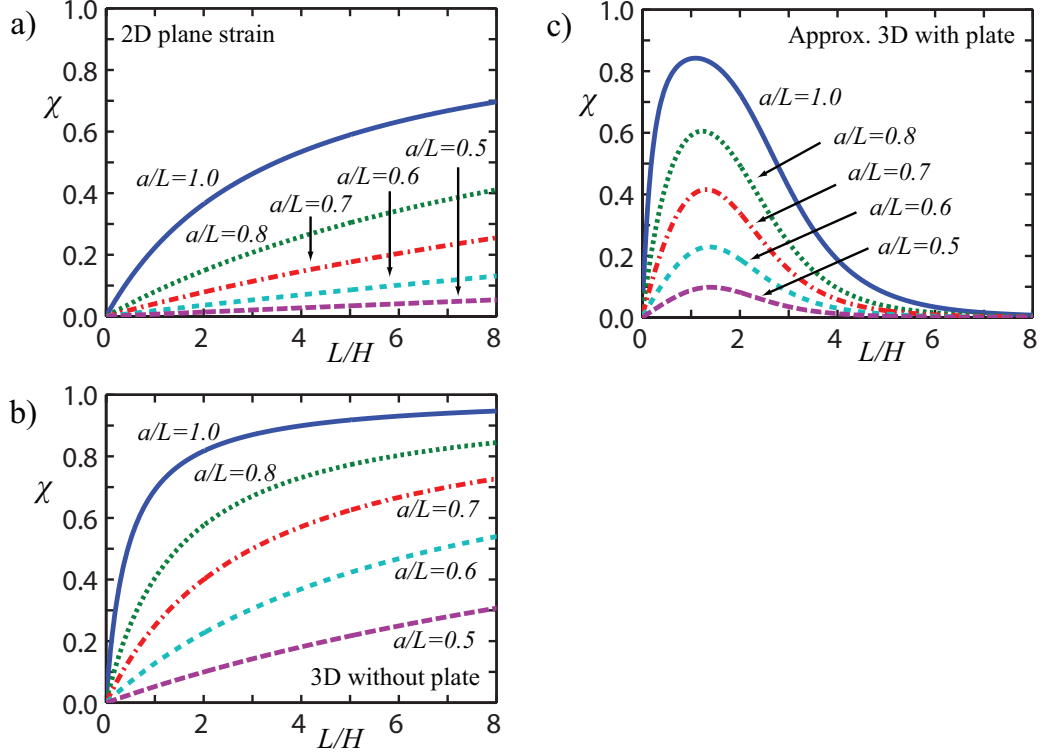 a)
2D plane strain
1.0
0.8
0.6
0.4
0.2
0.0
χ
a/L=1.0
a/L=0.8
a/L=0.7
a/L=0.6
a/L=0.5
0 2 4 6 8
L/H
c)
Approx. 3D with plate
1.0
0.8
0.6
0.4
0.2
0.0
χ
a/L=1.0
a/L=0.8
a/L=0.7
a/L=0.6
a/L=0.5
0 2 4 6 8
L/H
b)
1.0
0.8
0.6
0.4
0.2
0.0
χ
a/L=1.0
a/L=0.8
a/L=0.7
a/L=0.6
a/L=0.5
3D without plate
0 2 4 6 8
L/H